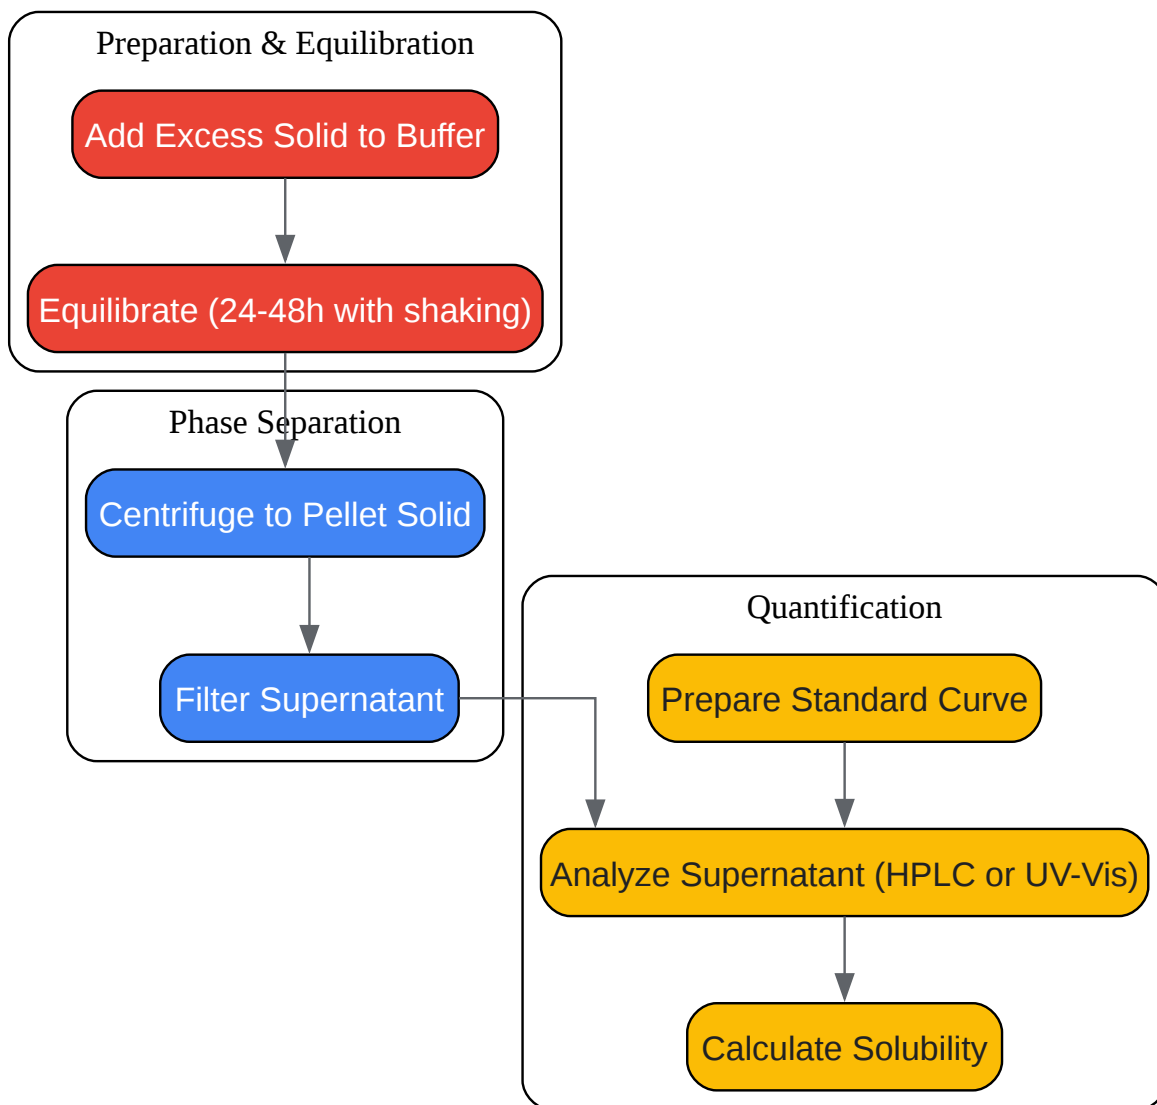 Preparation & Equilibration
Add Excess Solid to Buffer
Equilibrate (24-48h with shaking)
Phase Separation
Centrifuge to Pellet Solid
Filter Supernatant
Quantification
Prepare Standard Curve
Analyze Supernatant (HPLC or UV-Vis)
Calculate Solubility